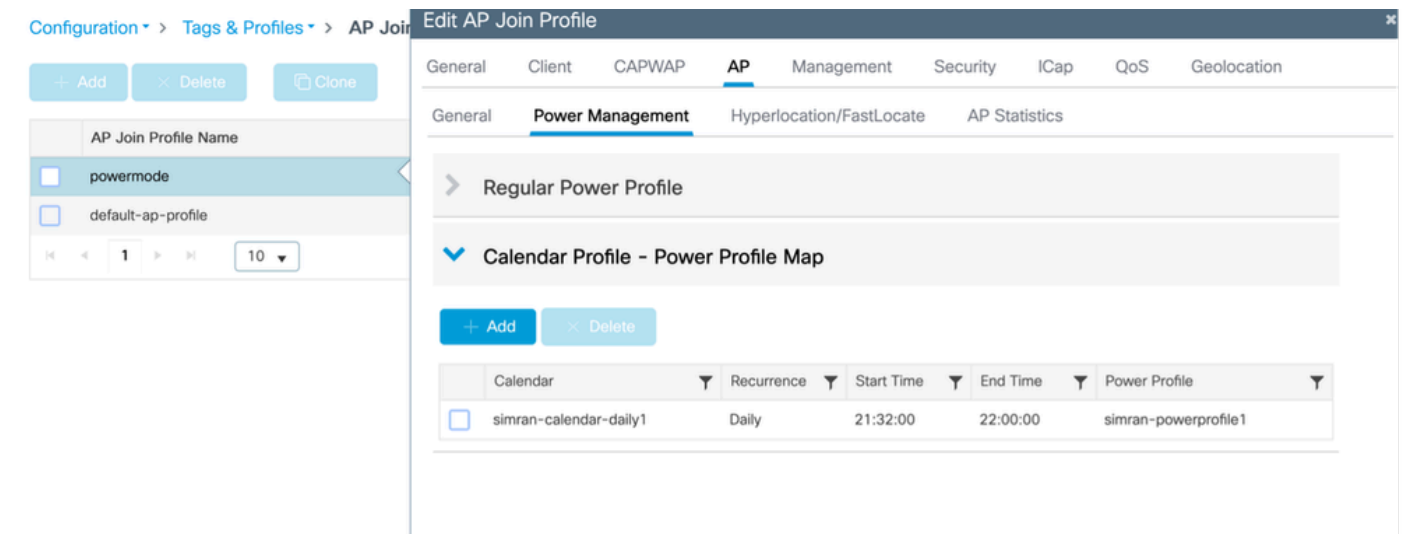 Configuration > Tags & Profiles > AP Joi
Edit AP Join Profile
×
+ Add
× Delete
Clone
General Client CAPWAP AP Management Security ICap QoS Geolocation
General Power Management Hyperlocation/FastLocate AP Statistics
AP Join Profile Name
powermode
default-ap-profile
1
10
Regular Power Profile
Calendar Profile - Power Profile Map
+ Add
× Delete
Calendar Recurrence Start Time End Time Power Profile
simran-calendar-daily1 Daily 21:32:00 22:00:00 simran-powerprofile1